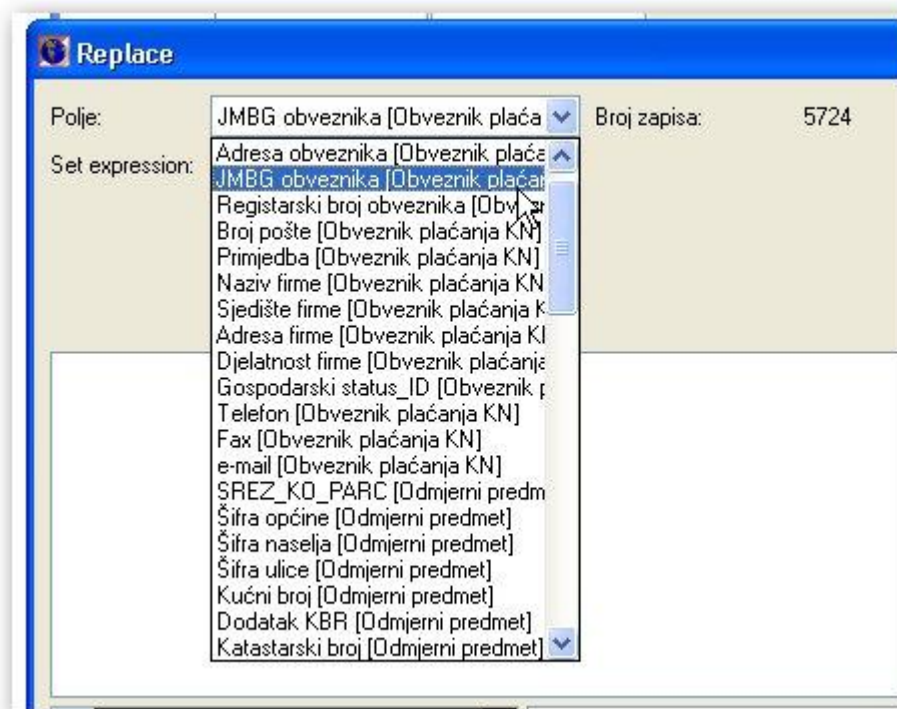 Replace
Polje: JMBG obveznika [Obveznik plaća Broj zapisa: 5724
Set expression:
Adresa obveznika [Obveznik plaća
JMBG obveznika [Obveznik plaćan
Registarski broj obveznika [Obv
Broj pošte [Obveznik plaćanja KN]
Primjedba [Obveznik plaćanja KN]
Naziv firme [Obveznik plaćanja KN
Sjedište firme [Obveznik plaćanja K
Adresa firme [Obveznik plaćanja KN
Djelatnost firme [Obveznik plaćanja
Gospodarski status_ID [Obveznik p
Telefon [Obveznik plaćanja KN]
Fax [Obveznik plaćanja KN]
e-mail [Obveznik plaćanja KN]
SREZ_KO_PARC [Odmjerni predm
Šifra općine [Odmjerni predmet]
Šifra naselja [Odmjerni predmet]
Šifra ulice [Odmjerni predmet]
Kućni broj [Odmjerni predmet]
Dodatak KBR [Odmjerni predmet]
Katastarski broj [Odmjerni predmet]